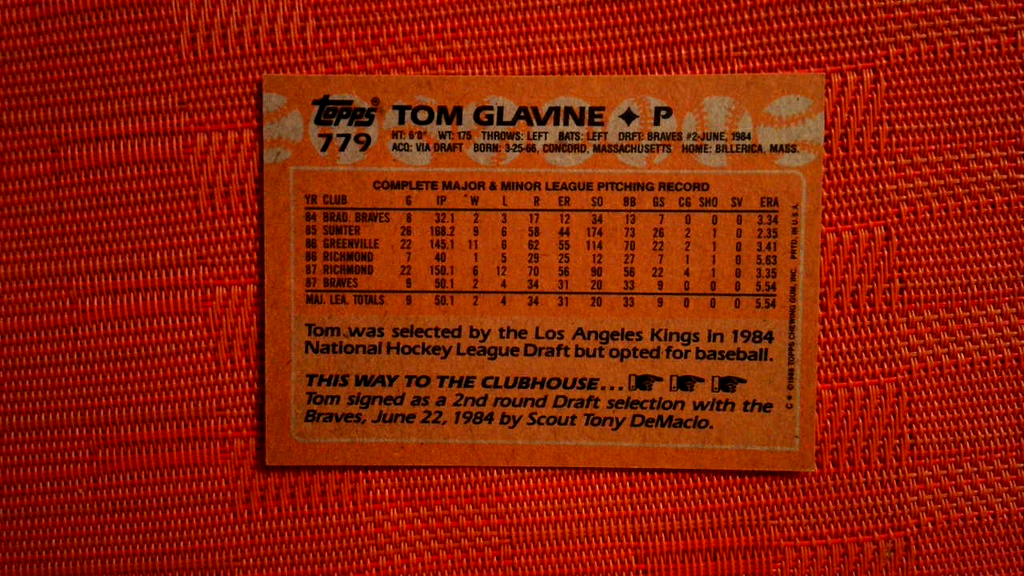 Topps® TOM GLAVINE ✦ P
779 HT: 6'0" WT: 175 THROWS: LEFT BATS: LEFT DRFT: BRAVES #2-JUNE, 1984
ACQ: VIA DRAFT BORN: 3-25-66, CONCORD, MASSACHUSETTS HOME: BILLERICA, MASS.
COMPLETE MAJOR & MINOR LEAGUE PITCHING RECORD
YR CLUB G IP W L R ER SO BB GS CG SHO SV ERA
84 BRAD. BRAVES 8 32.1 2 3 17 12 34 13 7 0 0 0 3.34
85 SUMTER 26 168.2 9 6 58 44 174 73 26 2 1 0 2.35
86 GREENVILLE 22 145.1 11 6 62 55 114 70 22 2 1 0 3.41
86 RICHMOND 7 40 1 5 29 25 12 27 7 1 1 0 5.63
87 RICHMOND 22 150.1 6 12 70 56 90 56 22 4 1 0 3.35
87 BRAVES 9 50.1 2 4 34 31 20 33 9 0 0 0 5.54
MAJ. LEA. TOTALS 9 50.1 2 4 34 31 20 33 9 0 0 0 5.54
Tom was selected by the Los Angeles Kings in 1984
National Hockey League Draft but opted for baseball.
THIS WAY TO THE CLUBHOUSE...
Tom signed as a 2nd round Draft selection with the
Braves, June 22, 1984 by Scout Tony DeMacio.
C * ©1988 TOPPS CHEWING GUM, INC. PRTD. IN U.S.A.